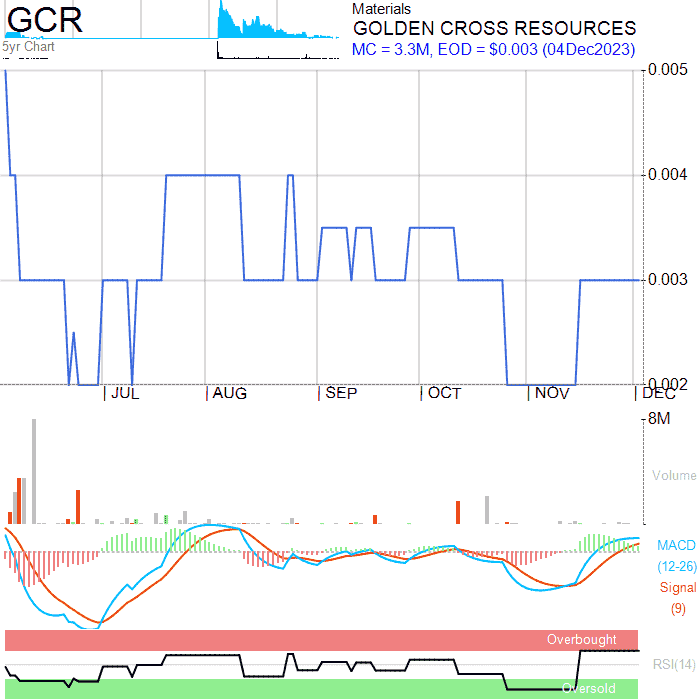 GCR
5yr Chart
Materials
GOLDEN CROSS RESOURCES
MC = 3.3M, EOD = $0.003 (04Dec2023)
0.005
0.004
0.003
0.002
JUL AUG SEP OCT NOV DEC
8M
Volume
MACD
(12-26)
Signal
(9)
Overbought
RSI(14)
Oversold